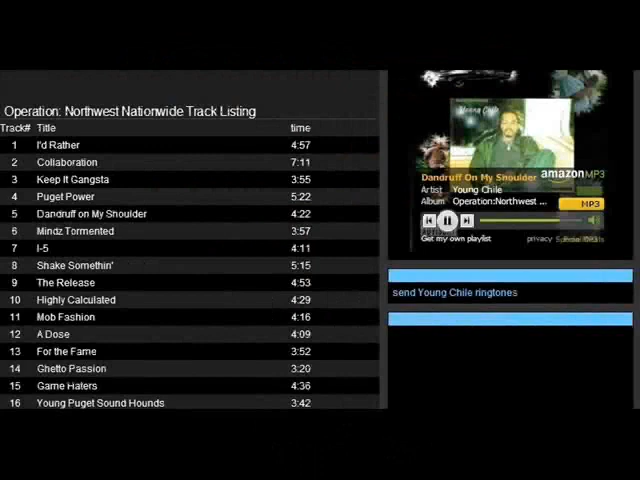 Operation: Northwest Nationwide Track Listing
Track# Title time
1 I'd Rather 4:57
2 Collaboration 7:11
3 Keep It Gangsta 3:55
4 Puget Power 5:22
5 Dandruff on My Shoulder 4:22
6 Mindz Tormented 3:57
7 I-5 4:11
8 Shake Somethin' 5:15
9 The Release 4:53
10 Highly Calculated 4:29
11 Mob Fashion 4:16
12 A Dose 4:09
13 For the Fame 3:52
14 Ghetto Passion 3:20
15 Game Haters 4:36
16 Young Puget Sound Hounds 3:42
Young Chile
amazonMP3
Dandruff On My Shoulder
Artist Young Chile
Album Operation:Northwest ...
MP3
Get my own playlist privacy
send Young Chile ringtones